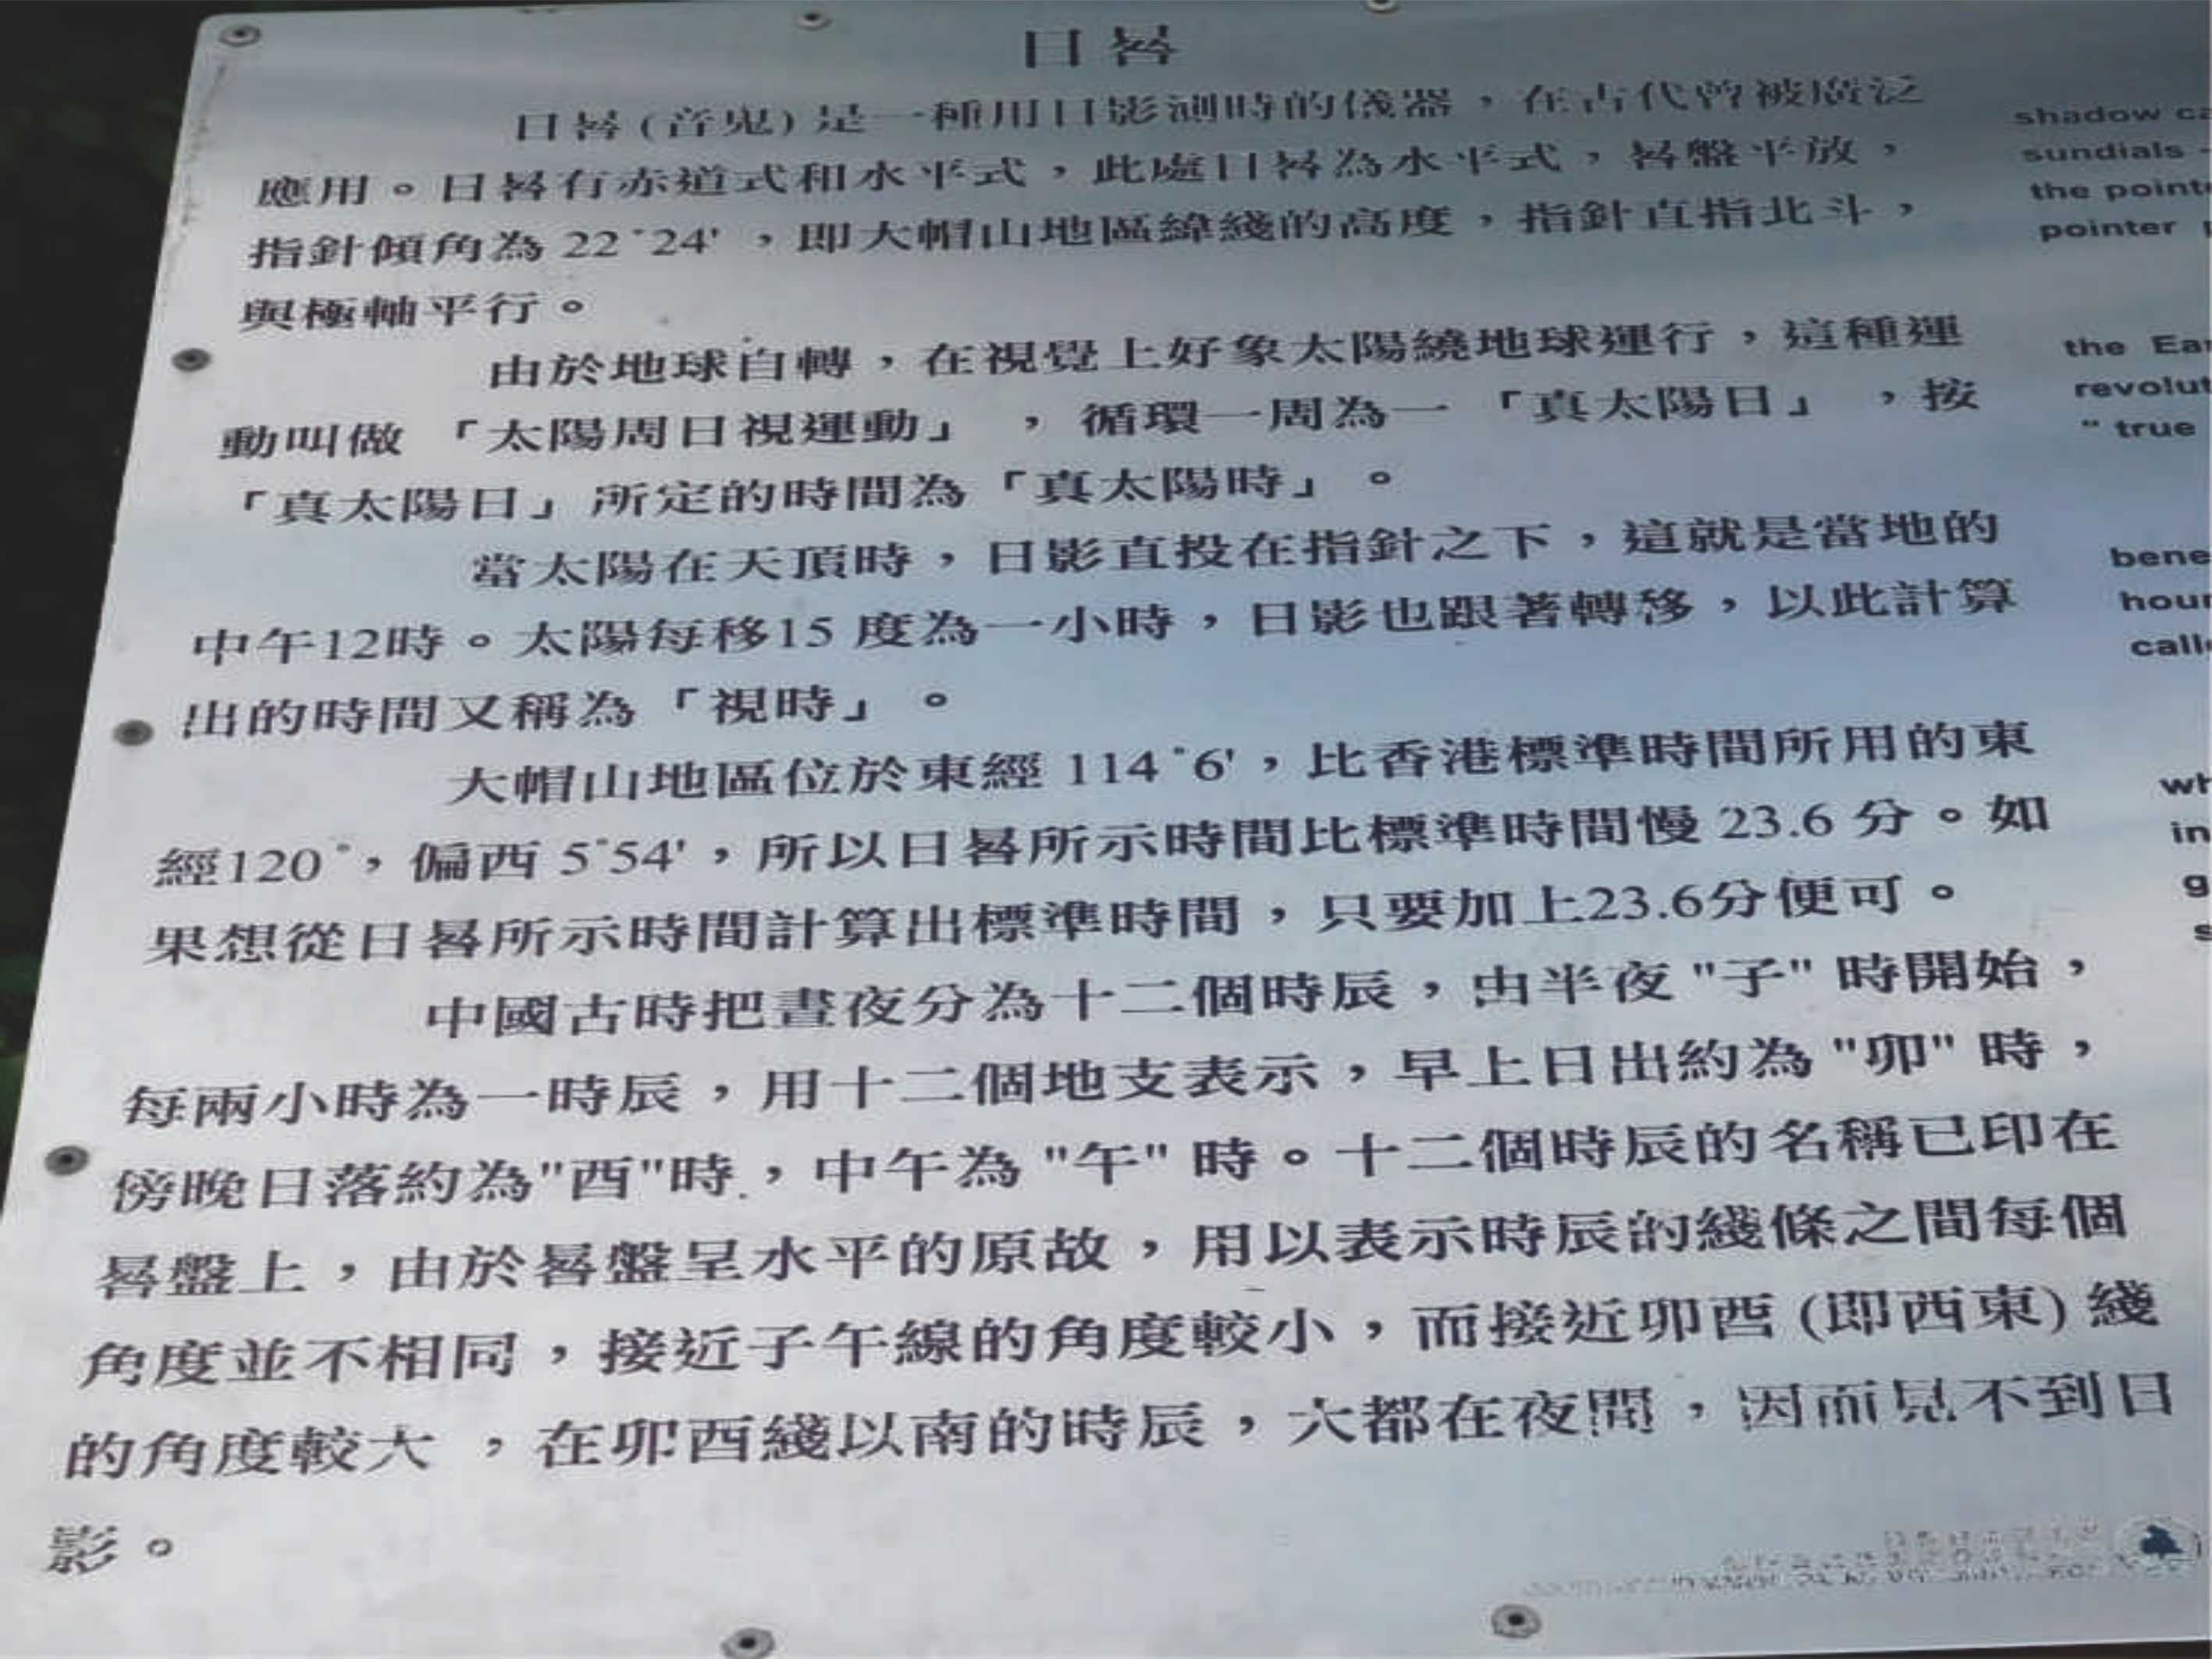 日晷
日晷(音鬼)是一種用日影測時的儀器，在古代曾被廣泛
應用。日晷有赤道式和水平式，此處日晷為水平式，晷盤平放，
指針傾角為 22°24'，即大帽山地區緯綫的高度，指針直指北斗，
與極軸平行。
由於地球自轉，在視覺上好象太陽繞地球運行，這種運
動叫做「太陽周日視運動」，循環一周為一「真太陽日」，按
「真太陽日」所定的時間為「真太陽時」。
當太陽在天頂時，日影直投在指針之下，這就是當地的
中午12時。太陽每移15 度為一小時，日影也跟著轉移，以此計算
出的時間又稱為「視時」。
大帽山地區位於東經 114°6'，比香港標準時間所用的東
經120°，偏西 5°54'，所以日晷所示時間比標準時間慢 23.6 分。如
果想從日晷所示時間計算出標準時間，只要加上23.6分便可。
中國古時把晝夜分為十二個時辰，由半夜 "子" 時開始，
每兩小時為一時辰，用十二個地支表示，早上日出約為 "卯" 時，
傍晚日落約為"酉"時，中午為 "午" 時。十二個時辰的名稱已印在
晷盤上，由於晷盤呈水平的原故，用以表示時辰的綫條之間每個
角度並不相同，接近子午線的角度較小，而接近卯酉 (即西東) 綫
的角度較大，在卯酉綫以南的時辰，大都在夜間，因而見不到日
影。
shadow
sundials
the
pointer
the
revolut
" true
bene
hour
wh
in
g
s